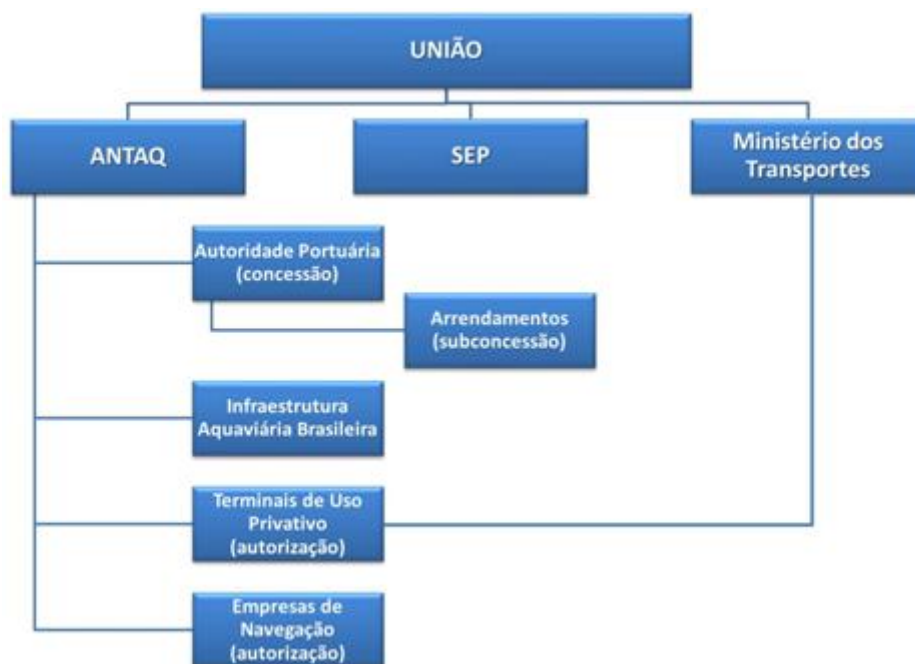 UNIÃO
ANTAQ
SEP
Ministério dos
Transportes
Autoridade Portuária
(concessão)
Arrendamentos
(subconcessão)
Infraestrutura
Aquaviária Brasileira
Terminais de Uso
Privativo
(autorização)
Empresas de
Navegação
(autorização)